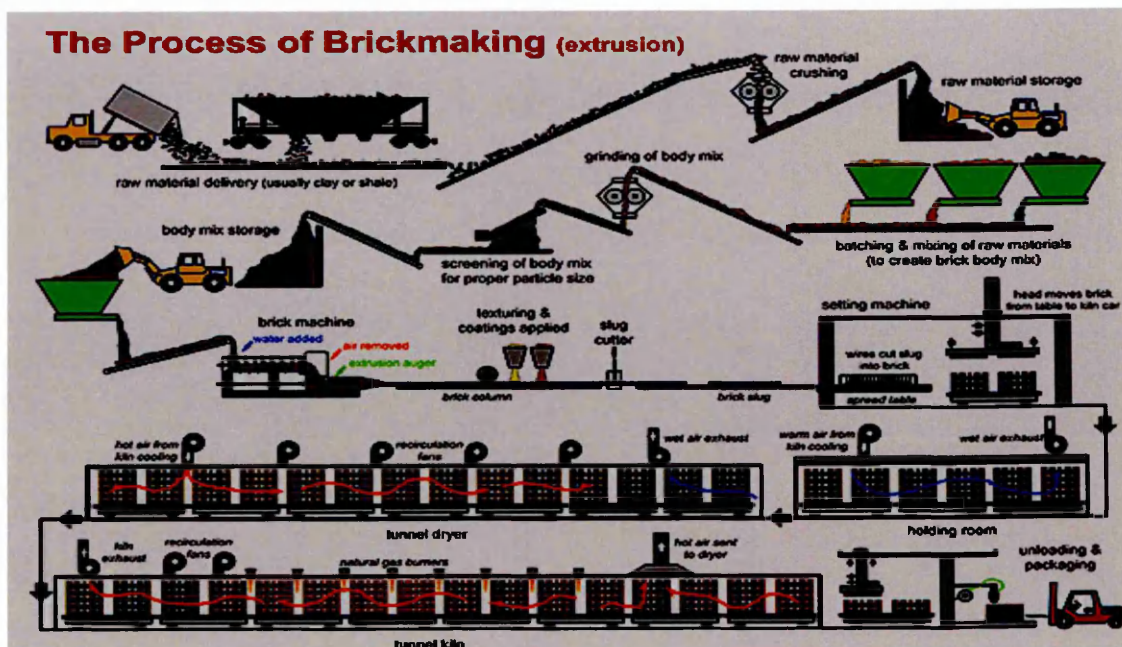 The Process of Brickmaking (extrusion)
raw material
crushing
raw material storage
raw material delivery (usually clay or shale)
grinding of body mix
body mix storage
screening of body mix
for proper particle size
batching & mixing of raw materials
(to create brick body mix)
brick machine
water added
air removed
extrusion auger
texturing &
coatings applied
slug
cutter
brick column
brick slug
setting machine
head moves brick
from table to kiln car
wires cut slug
into brick
spread table
hot air from
kiln cooling
recirculation
fans
wet air exhaust
warm air from
kiln cooling
wet air exhaust
tunnel dryer
holding room
kiln
exhaust
recirculation
fans
natural gas burners
hot air sent
to dryer
unloading &
packaging
tunnel kiln